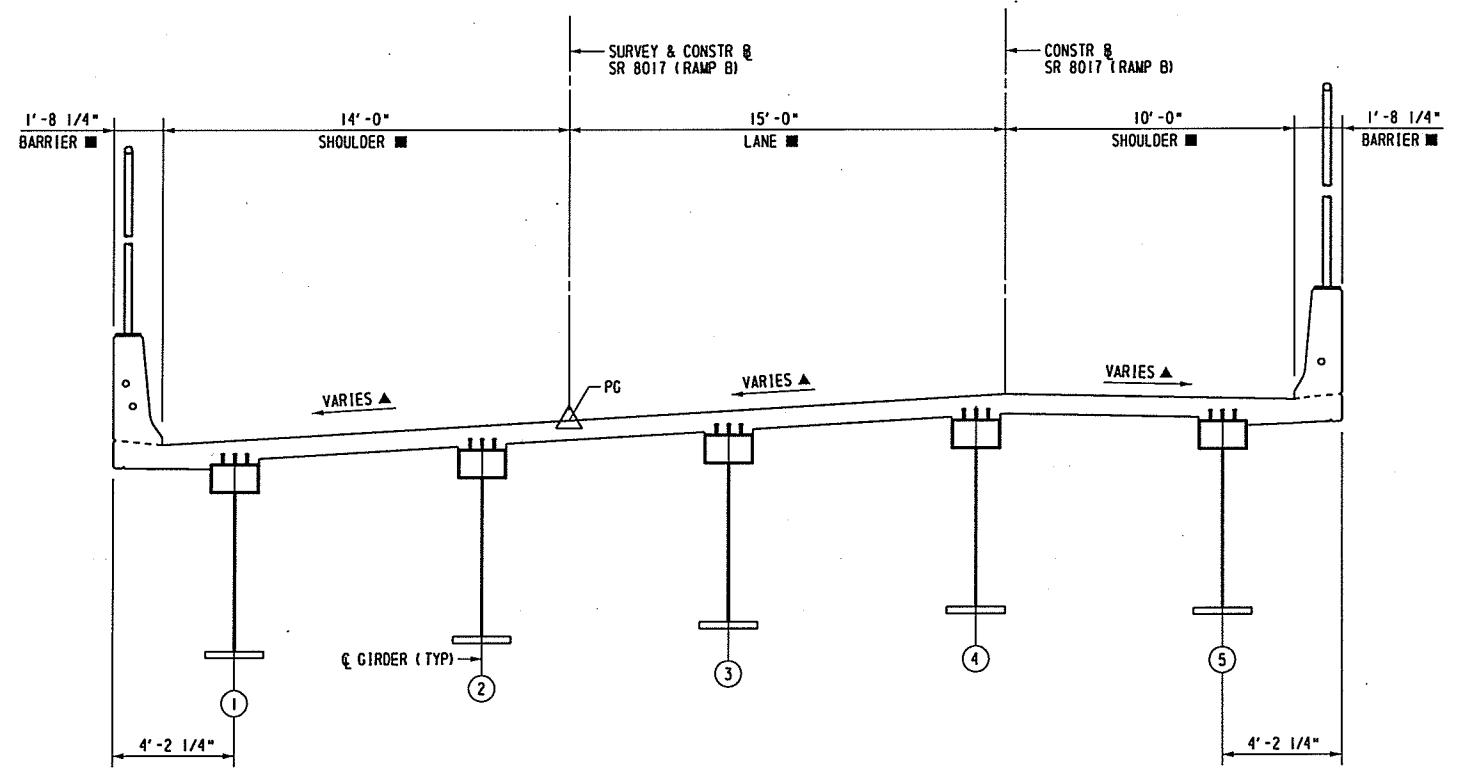 SURVEY & CONSTR ℄
SR 8017 (RAMP B)
CONSTR ℄
SR 8017 (RAMP B)
1'-8 1/4"
BARRIER ■
14'-0"
SHOULDER ■
15'-0"
LANE ■
10'-0"
SHOULDER ■
1'-8 1/4"
BARRIER ■
VARIES ▲
PG
VARIES ▲
VARIES ▲
℄ GIRDER (TYP)
1
2
3
4
5
4'-2 1/4"
4'-2 1/4"